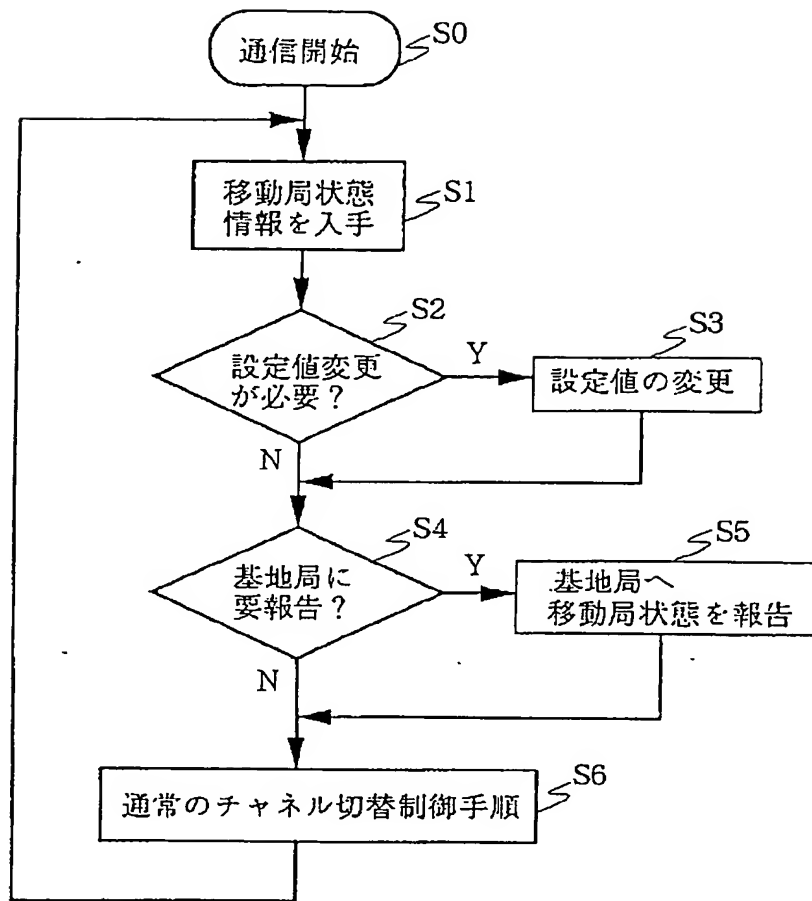 通信開始
S0
移動局状態
情報を入手
S1
設定値変更
が必要？
S2
Y
N
設定値の変更
S3
基地局に
要報告？
S4
Y
N
基地局へ
移動局状態を報告
S5
通常のチャネル切替制御手順
S6